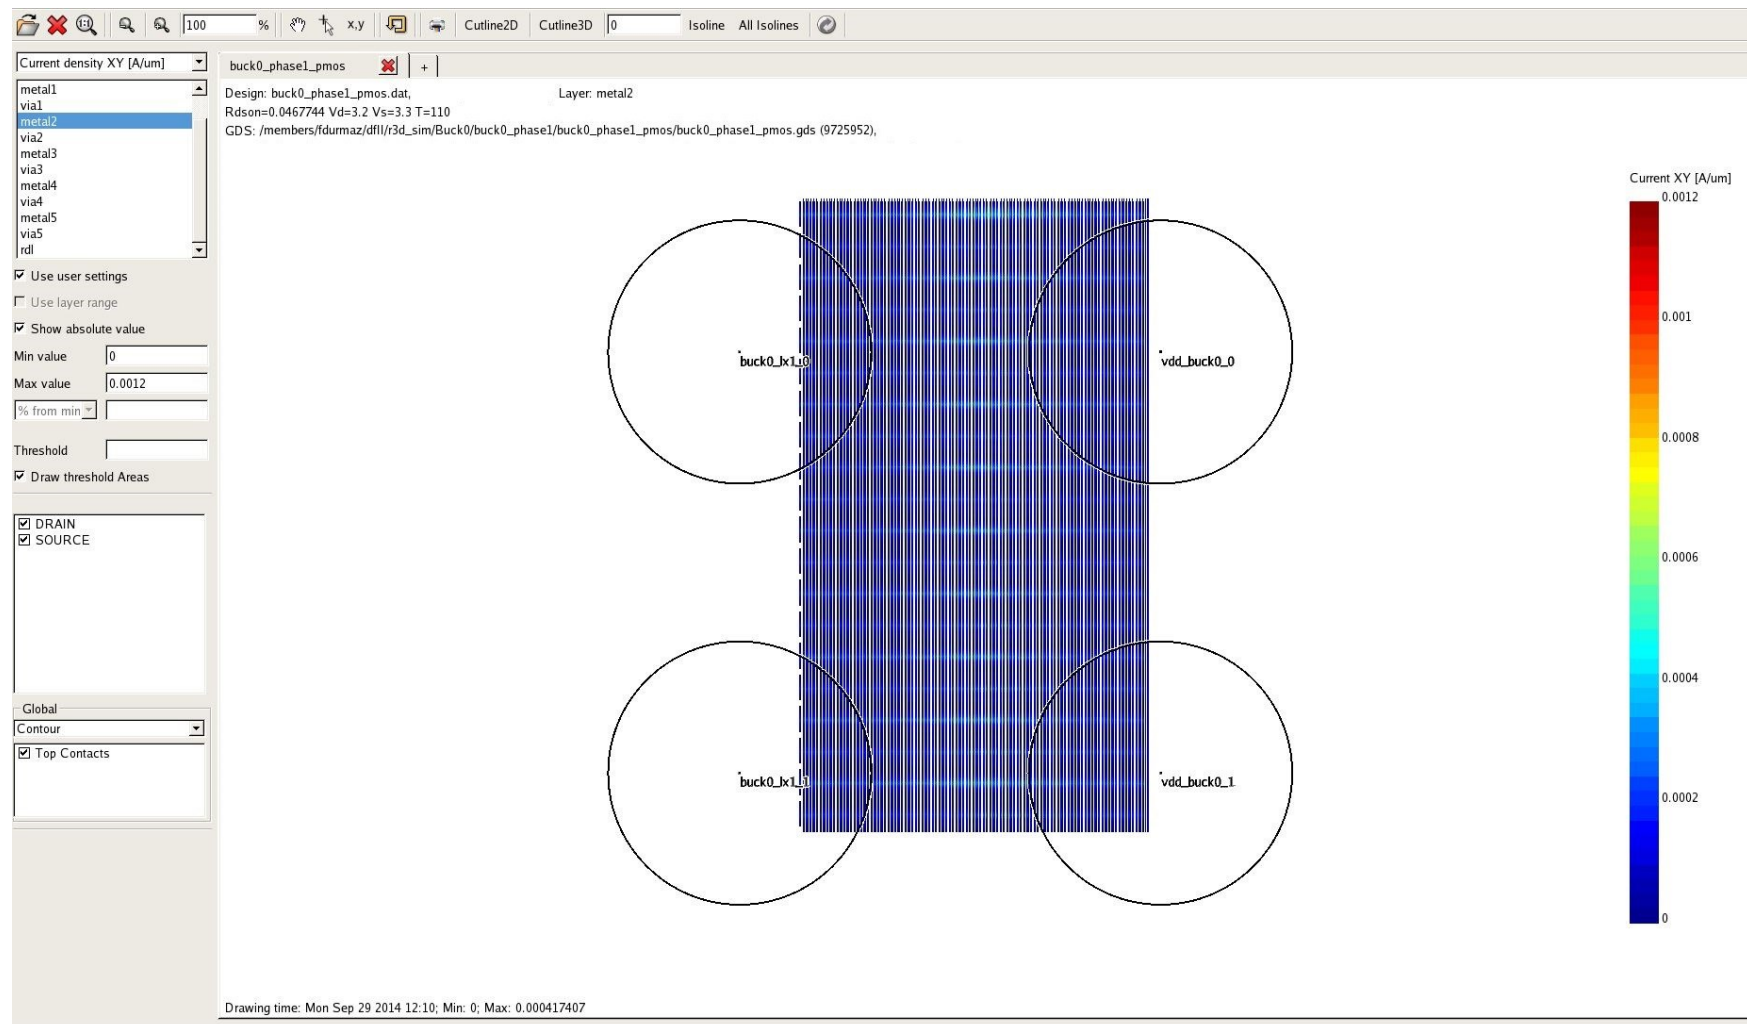 100 % x,y Cutline2D Cutline3D 0 Isoline All Isolines
Current density XY [A/um]
metal1
via1
metal2
via2
metal3
via3
metal4
via4
metal5
via5
rdl
Use user settings
Use layer range
Show absolute value
Min value 0
Max value 0.0012
% from min
Threshold
Draw threshold Areas
DRAIN
SOURCE
Global
Contour
Top Contacts
buck0_phase1_pmos +
Design: buck0_phase1_pmos.dat, Layer: metal2
Rdson=0.0467744 Vd=3.2 Vs=3.3 T=110
GDS: /members/fdurmaz/dfII/r3d_sim/Buck0/buck0_phase1/buck0_phase1_pmos/buck0_phase1_pmos.gds (9725952),
buck0_lx1_0
vdd_buck0_0
buck0_lx1_1
vdd_buck0_1
Current XY [A/um]
0.0012
0.001
0.0008
0.0006
0.0004
0.0002
0
Drawing time: Mon Sep 29 2014 12:10; Min: 0; Max: 0.000417407